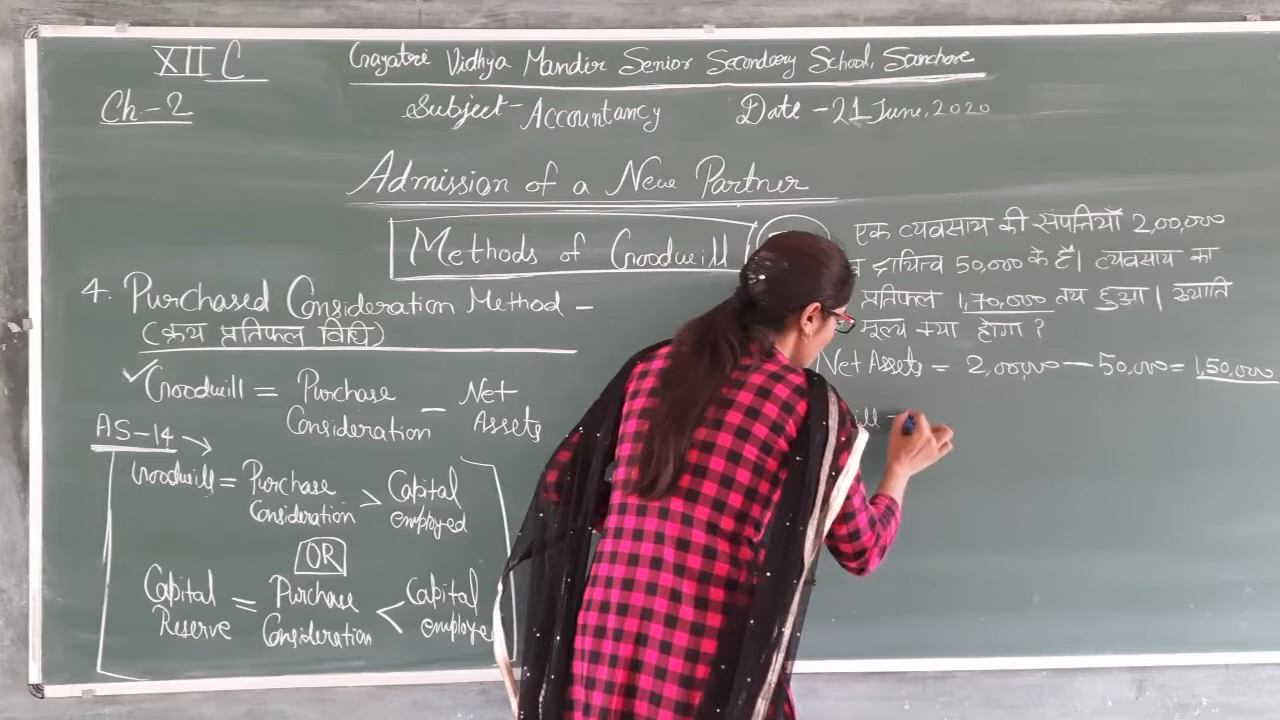 XII C
Gayatri Vidhya Mandir Senior Secondary School, Sanchore
Ch-2
Subject-Accountancy
Date - 21 June, 2020
Admission of a New Partner
Methods of Goodwill
4. Purchased Consideration Method -
(क्रय प्रतिफल विधि)
✓Goodwill = Purchase Consideration - Net Assets
AS-14 →
Goodwill = Purchase Consideration > Capital employed
OR
Capital Reserve = Purchase Consideration < Capital employed
एक व्यवसाय की संपत्तियाँ 2,00,000
व दायित्व 50,000 के हैं। व्यवसाय का
प्रतिफल 1,70,000 तय हुआ। ख्याति
मूल्य क्या होगा ?
Net Assets = 2,00,000 - 50,000 = 1,50,000
ill -